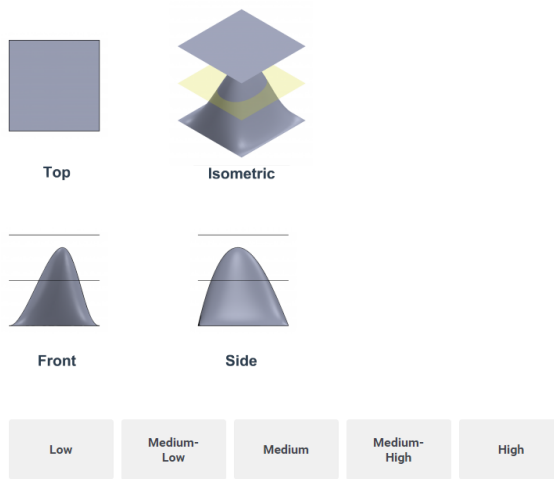 Top
Isometric
Front
Side
Low
Medium-
Low
Medium
Medium-
High
High